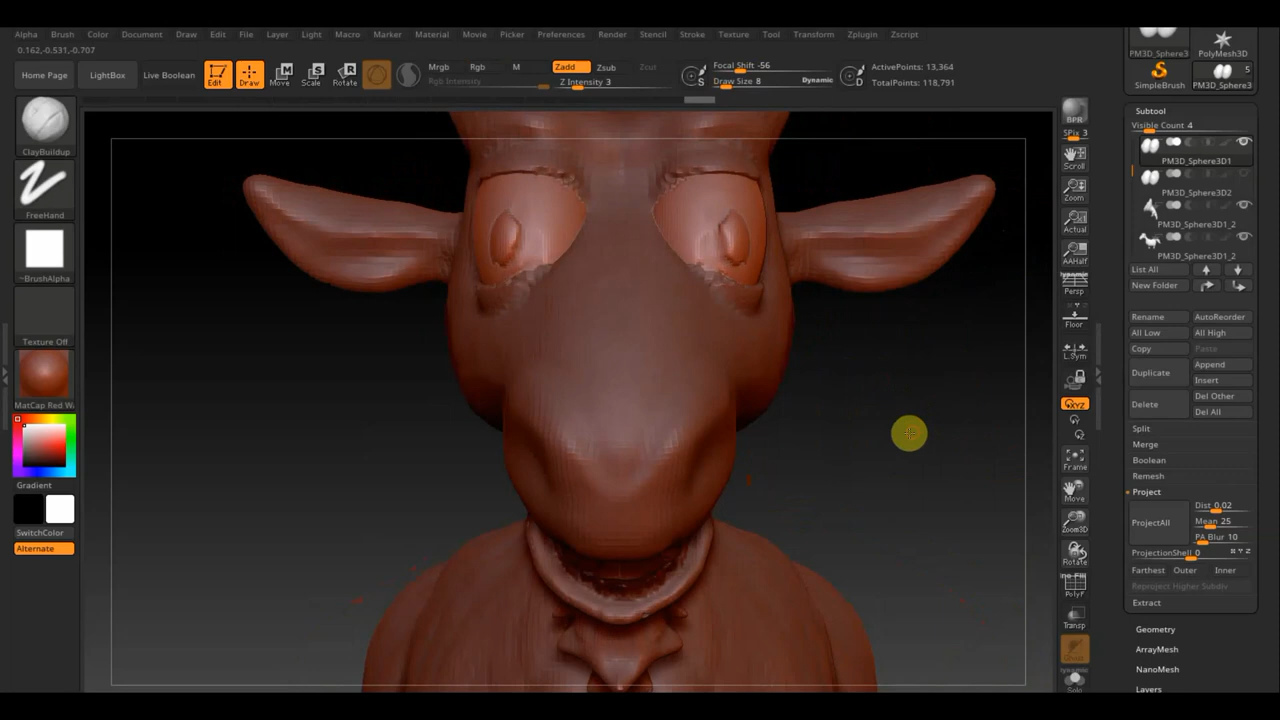 Alpha Brush Color Document Draw Edit File Layer Light Macro Marker Material Movie Picker Preferences Render Stencil Stroke Texture Tool Transform Zplugin Zscript
0.162,-0.531,-0.707
Home Page LightBox Live Boolean Edit Draw Move Scale Rotate
Mrgb Rgb M Zadd Zsub Zcut
Rgb Intensity Z Intensity 3
Focal Shift -56
Draw Size 8 Dynamic
ActivePoints: 13,364
TotalPoints: 118,791
ClayBuildup
FreeHand
~BrushAlpha
Texture Off
MatCap Red W
Gradient
SwitchColor
Alternate
BPR
SPix 3
Scroll
Zoom
Actual
AAHalf
Dynamic
Persp
Floor
L.Sym
XYZ
Frame
Move
Zoom3D
Rotate
PolyF
Transp
Ghost
Dynamic
Solo
PM3D_Sphere3 PolyMesh3D
5
SimpleBrush PM3D_Sphere3
Subtool
Visible Count 4
PM3D_Sphere3D1
PM3D_Sphere3D2
PM3D_Sphere3D1_2
PM3D_Sphere3D1_2
List All
New Folder
Rename AutoReorder
All Low All High
Copy Paste
Duplicate Append
Insert
Delete Del Other
Del All
Split
Merge
Boolean
Remesh
Project
ProjectAll Dist 0.02
Mean 25
PA Blur 10
ProjectionShell 0
Farthest Outer Inner
Reproject Higher Subdiv
Extract
Geometry
ArrayMesh
NanoMesh
Layers